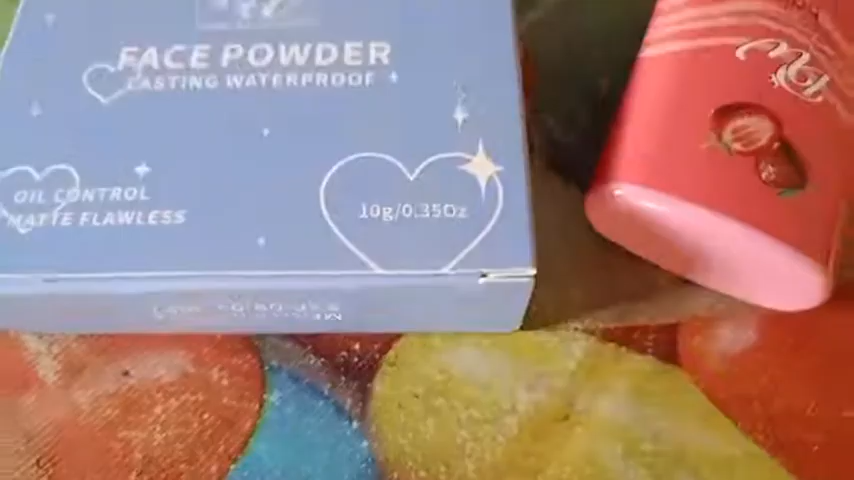 FACE POWDER
LASTING WATERPROOF
OIL CONTROL
MATTE FLAWLESS
10g/0.35Oz